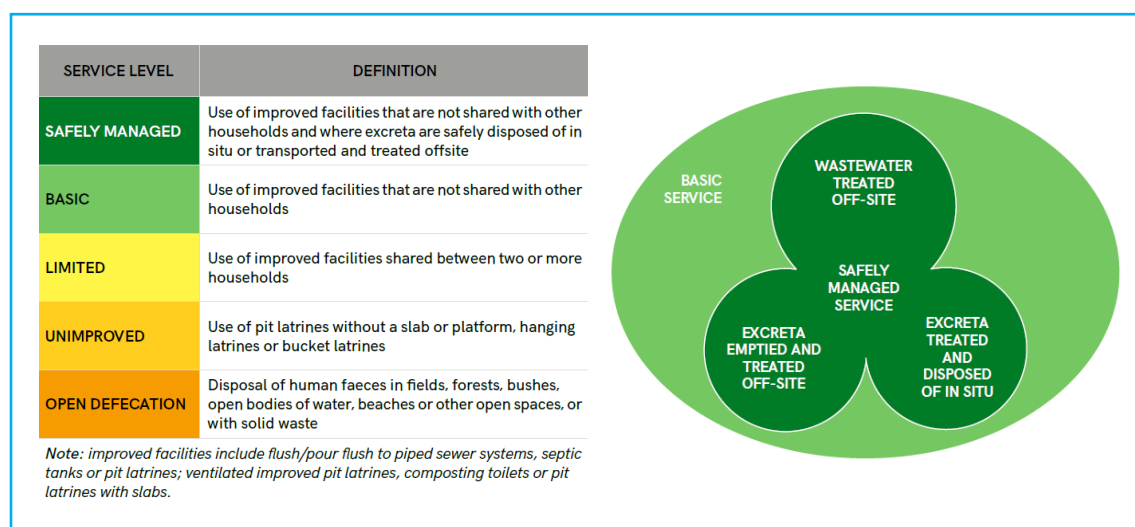 SERVICE LEVEL
DEFINITION
SAFELY MANAGED
Use of improved facilities that are not shared with other
households and where excreta are safely disposed of in
situ or transported and treated offsite
BASIC
Use of improved facilities that are not shared with other
households
LIMITED
Use of improved facilities shared between two or more
households
UNIMPROVED
Use of pit latrines without a slab or platform, hanging
latrines or bucket latrines
OPEN DEFECATION
Disposal of human faeces in fields, forests, bushes,
open bodies of water, beaches or other open spaces, or
with solid waste
Note: improved facilities include flush/pour flush to piped sewer systems, septic
tanks or pit latrines; ventilated improved pit latrines, composting toilets or pit
latrines with slabs.
BASIC
SERVICE
WASTEWATER
TREATED
OFF-SITE
SAFELY
MANAGED
SERVICE
EXCRETA
EMPTIED AND
TREATED
OFF-SITE
EXCRETA
TREATED
AND
DISPOSED
OF IN SITU